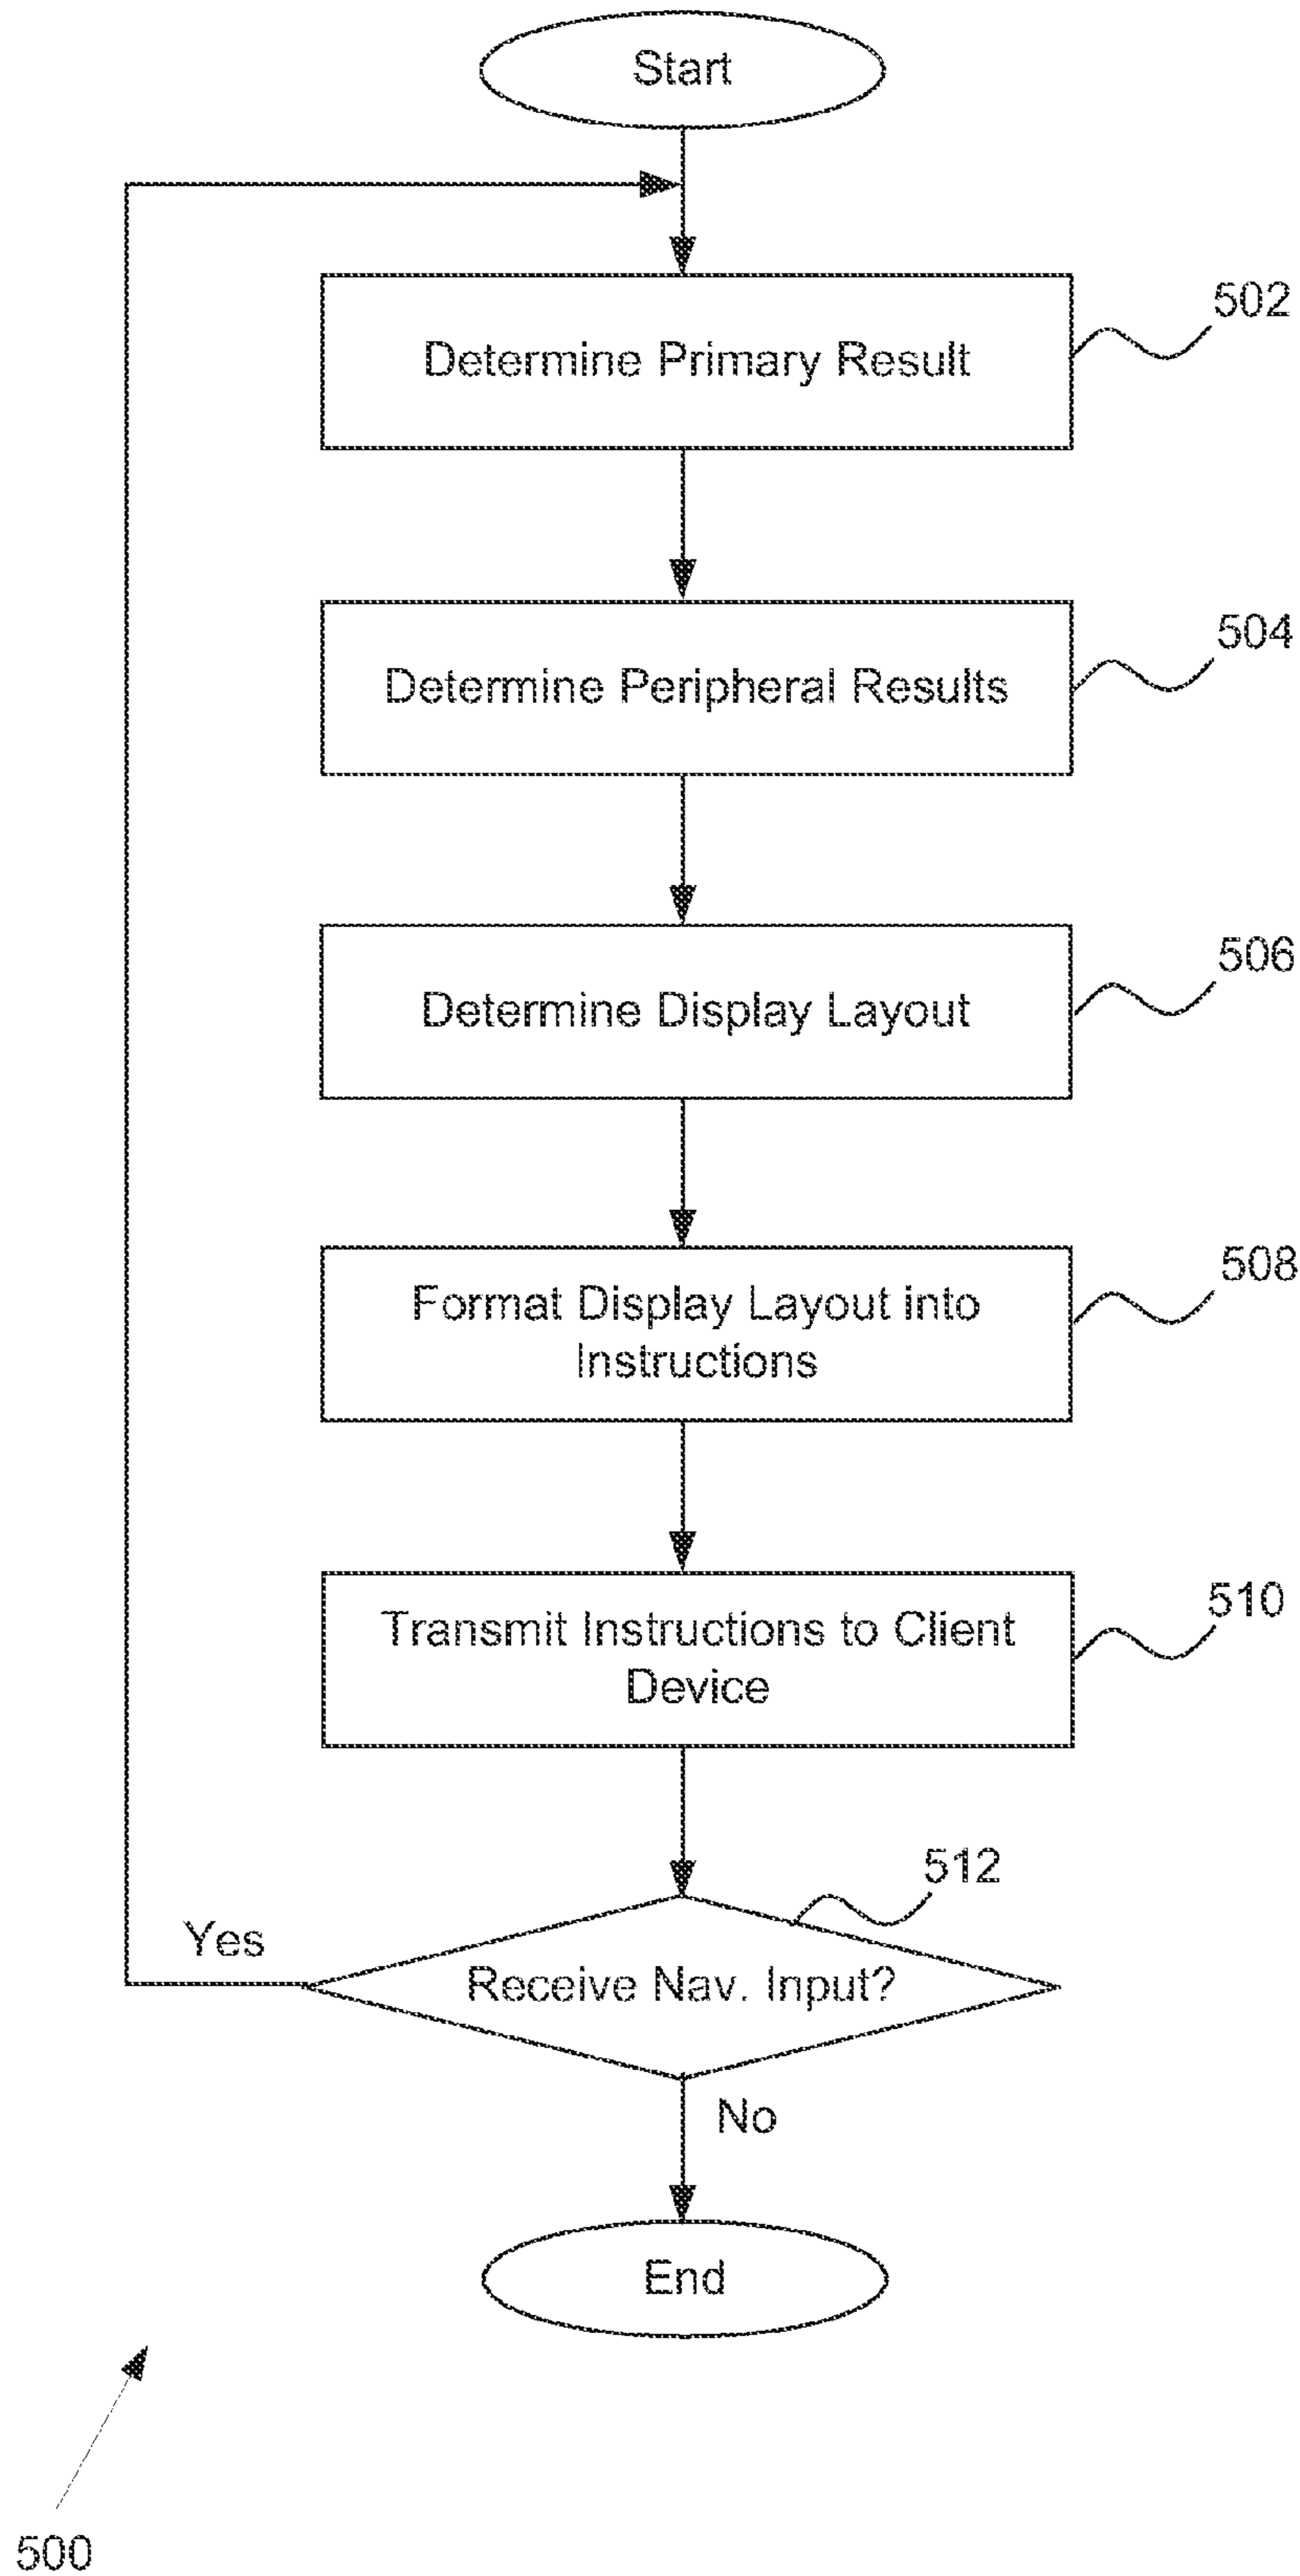 Start
Determine Primary Result
502
Determine Peripheral Results
504
Determine Display Layout
506
Format Display Layout into
Instructions
508
Transmit Instructions to Client
Device
510
512
Yes
Receive Nav. Input?
No
End
500